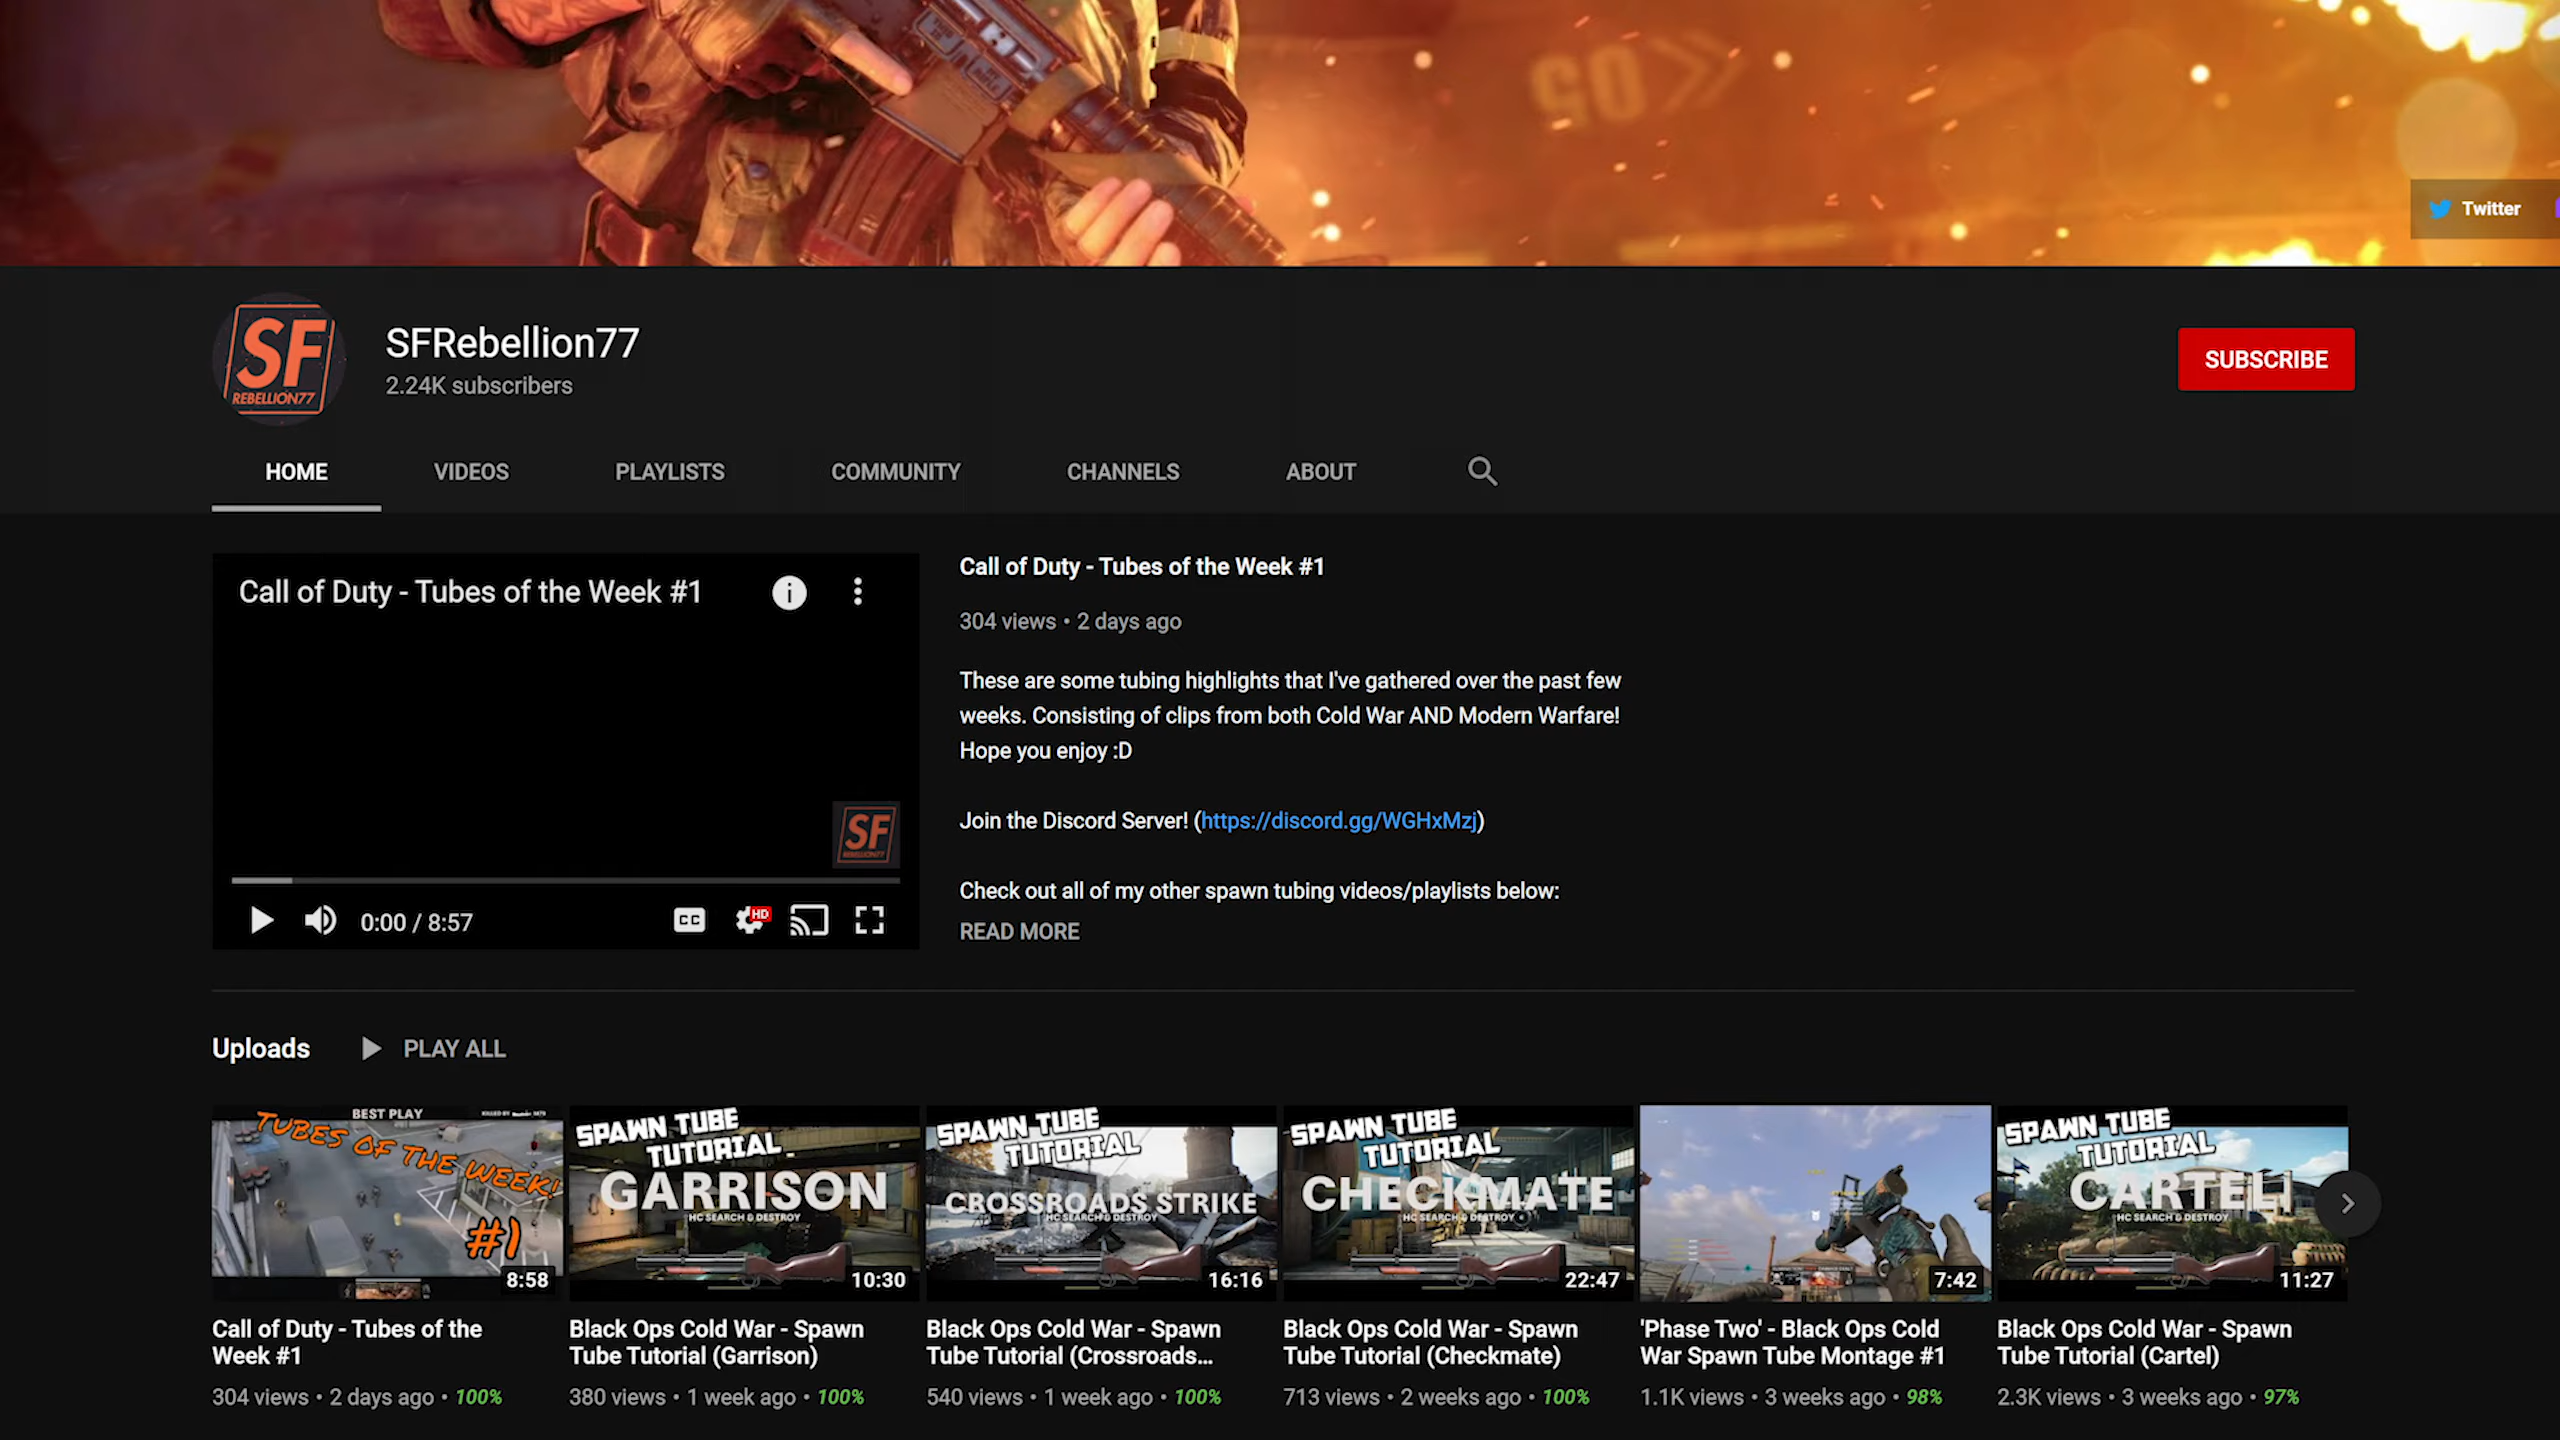 50
Twitter
SF
REBELLION77
SFRebellion77
2.24K subscribers
SUBSCRIBE
HOME VIDEOS PLAYLISTS COMMUNITY CHANNELS ABOUT
Call of Duty - Tubes of the Week #1
SF
REBELLION77
0:00 / 8:57
CC
HD
Call of Duty - Tubes of the Week #1
304 views • 2 days ago
These are some tubing highlights that I've gathered over the past few
weeks. Consisting of clips from both Cold War AND Modern Warfare!
Hope you enjoy :D
Join the Discord Server! (https://discord.gg/WGHxMzj)
Check out all of my other spawn tubing videos/playlists below:
READ MORE
Uploads PLAY ALL
BEST PLAY
KILLED BY
TUBES OF THE WEEK!
#1
8:58
Call of Duty - Tubes of the
Week #1
304 views • 2 days ago • 100%
SPAWN TUBE
TUTORIAL
GARRISON
HC SEARCH & DESTROY
10:30
Black Ops Cold War - Spawn
Tube Tutorial (Garrison)
380 views • 1 week ago • 100%
SPAWN TUBE
TUTORIAL
CROSSROADS STRIKE
HC SEARCH & DESTROY
16:16
Black Ops Cold War - Spawn
Tube Tutorial (Crossroads...
540 views • 1 week ago • 100%
SPAWN TUBE
TUTORIAL
CHECKMATE
HC SEARCH & DESTROY
22:47
Black Ops Cold War - Spawn
Tube Tutorial (Checkmate)
713 views • 2 weeks ago • 100%
7:42
'Phase Two' - Black Ops Cold
War Spawn Tube Montage #1
1.1K views • 3 weeks ago • 98%
SPAWN TUBE
TUTORIAL
CARTEL
HC SEARCH & DESTROY
11:27
Black Ops Cold War - Spawn
Tube Tutorial (Cartel)
2.3K views • 3 weeks ago • 97%